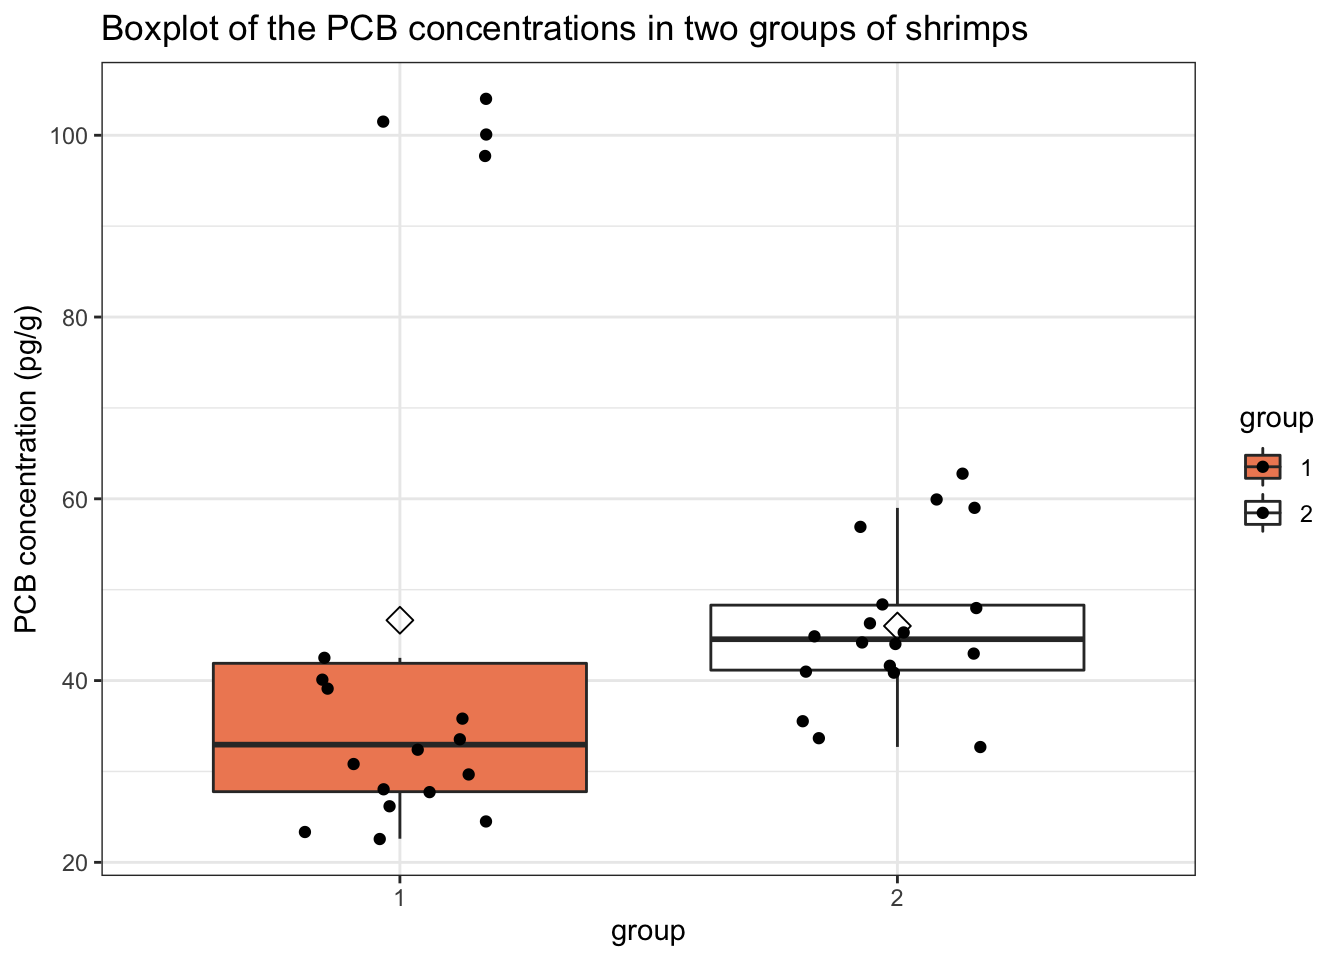 Boxplot of the PCB concentrations in two groups of shrimps
PCB concentration (pg/g)
100
80
60
40
20
1
2
group
group
1
2